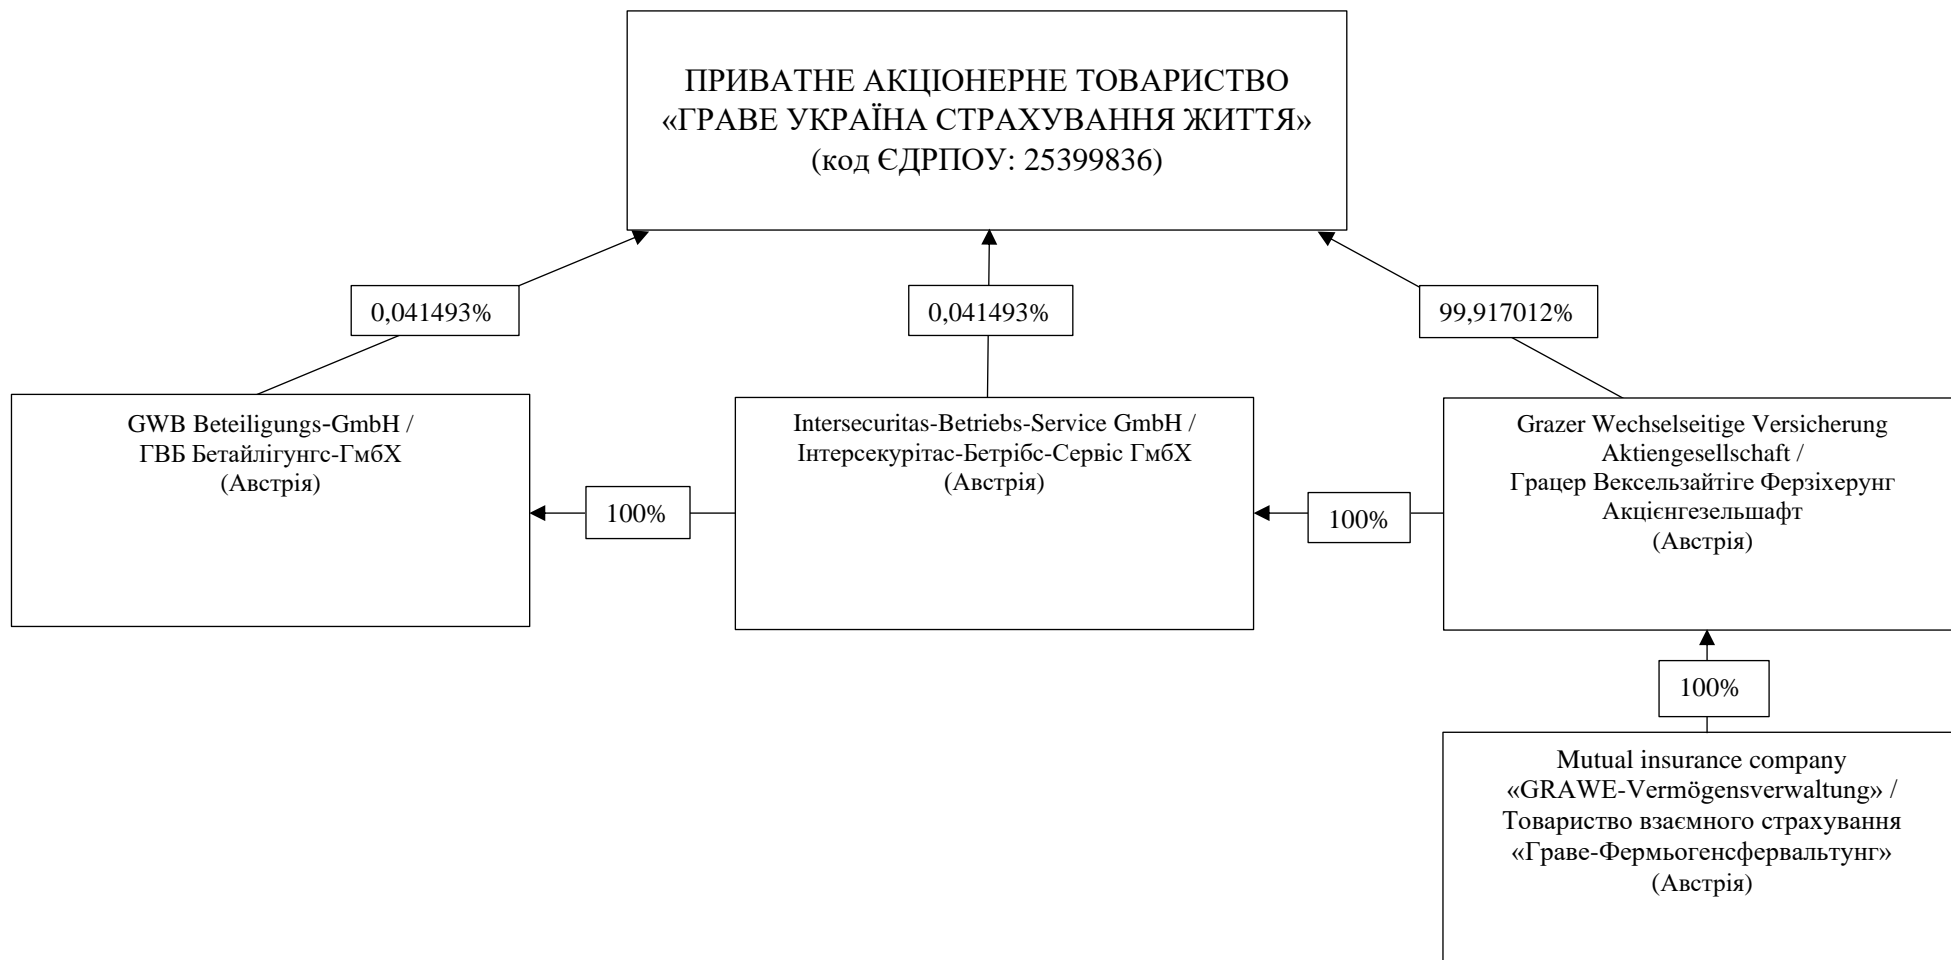 ПРИВАТНЕ АКЦІОНЕРНЕ ТОВАРИСТВО
«ГРАВЕ УКРАЇНА СТРАХУВАННЯ ЖИТТЯ»
(код ЄДРПОУ: 25399836)
0,041493%
0,041493%
99,917012%
GWB Beteiligungs-GmbH /
ГВБ Бетайлігунгс-ГмбХ
(Австрія)
100%
Intersecuritas-Betriebs-Service GmbH /
Інтерсекурітас-Бетрібс-Сервіс ГмбХ
(Австрія)
100%
Grazer Wechselseitige Versicherung
Aktiengesellschaft /
Грацер Вексельзайтіге Ферзіхерунг
Акцієнгезельшафт
(Австрія)
100%
Mutual insurance company
«GRAWE-Vermögensverwaltung» /
Товариство взаємного страхування
«Граве-Фермьогенсфервальтунг»
(Австрія)